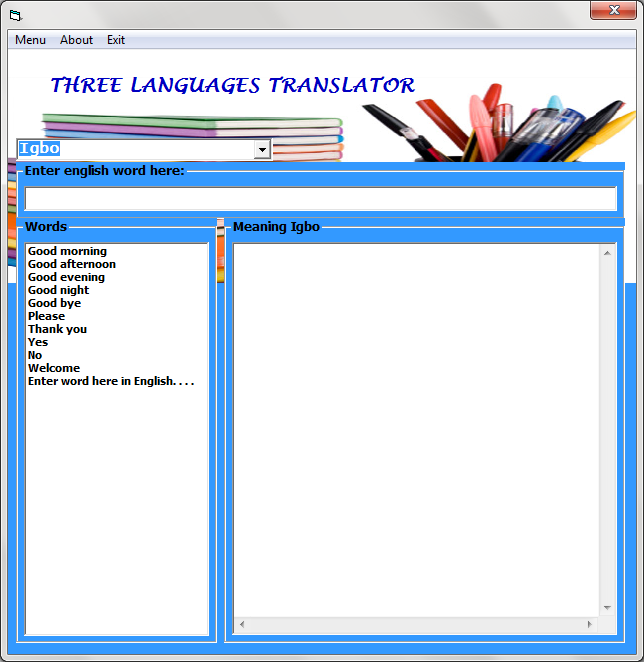 Menu About Exit
THREE LANGUAGES TRANSLATOR
Igbo
Enter english word here:
Words
Good morning
Good afternoon
Good evening
Good night
Good bye
Please
Thank you
Yes
No
Welcome
Enter word here in English. . . .
Meaning Igbo